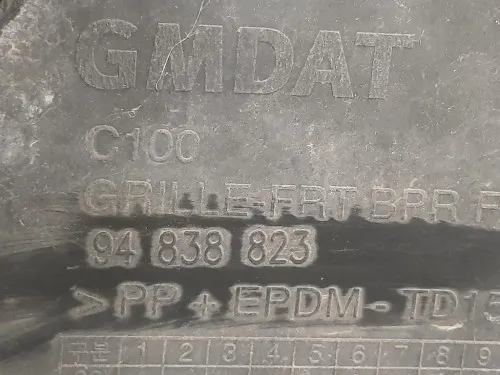 GMDAT
C100
GRILLE-FRT BPR F
94 838 823
>PP+EPDM-TD15
구분 1 2 3 4 5 6 7 8 9